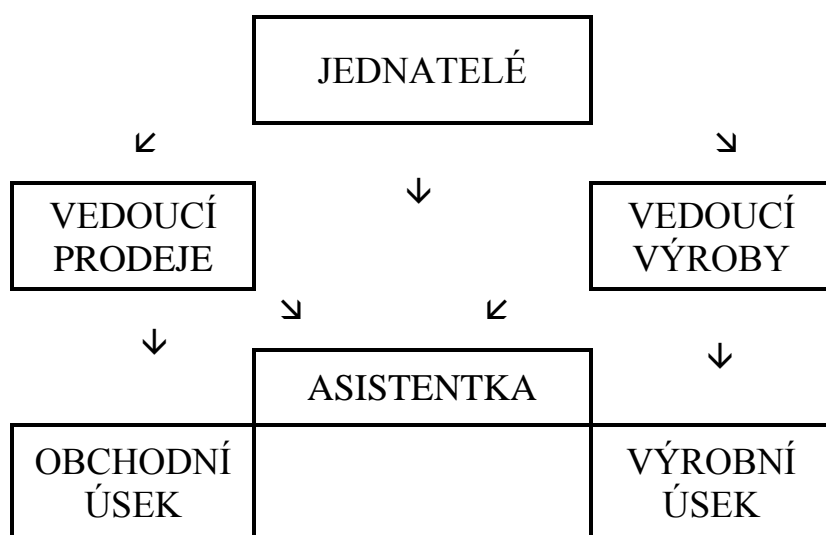 JEDNATELÉ
VEDOUCÍ
PRODEJE
VEDOUCÍ
VÝROBY
ASISTENTKA
OBCHODNÍ
ÚSEK
VÝROBNÍ
ÚSEK